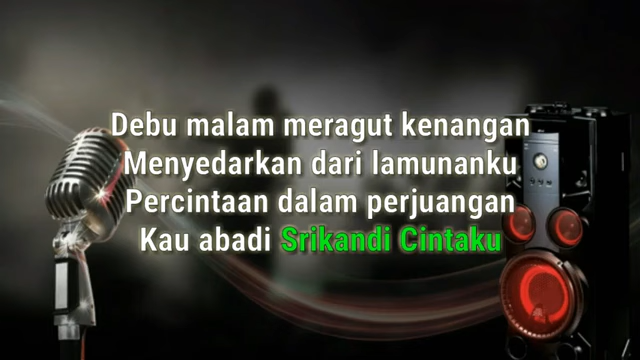 Debu malam meragut kenangan
Menyedarkan dari lamunanku
Percintaan dalam perjuangan
Kau abadi Srikandi Cintaku